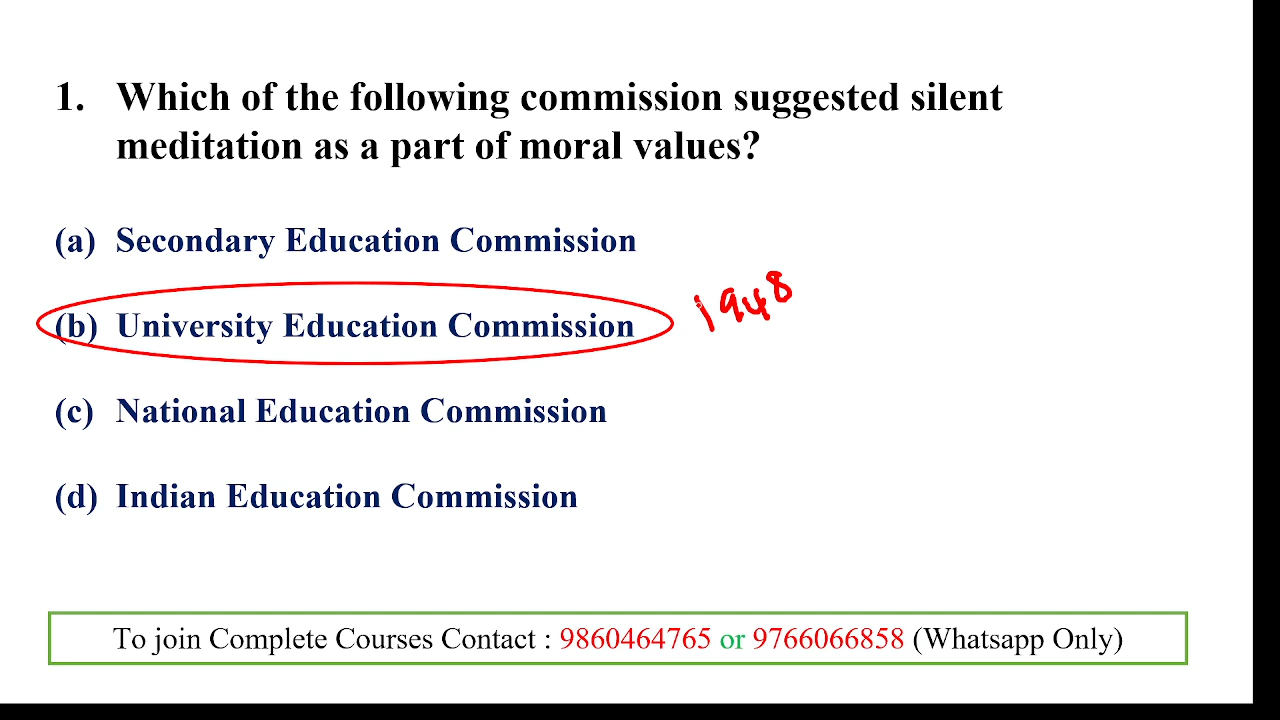 1. Which of the following commission suggested silent
meditation as a part of moral values?
(a) Secondary Education Commission
(b) University Education Commission
1948
(c) National Education Commission
(d) Indian Education Commission
To join Complete Courses Contact : 9860464765 or 9766066858 (Whatsapp Only)